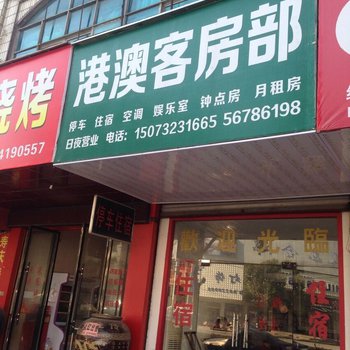 港澳客房部
停车 住宿 空调 娱乐室 钟点房 月租房
日夜营业 电话：15073231665 56786198
烧烤
4190557
停车住宿
歡迎光臨
住宿
住宿